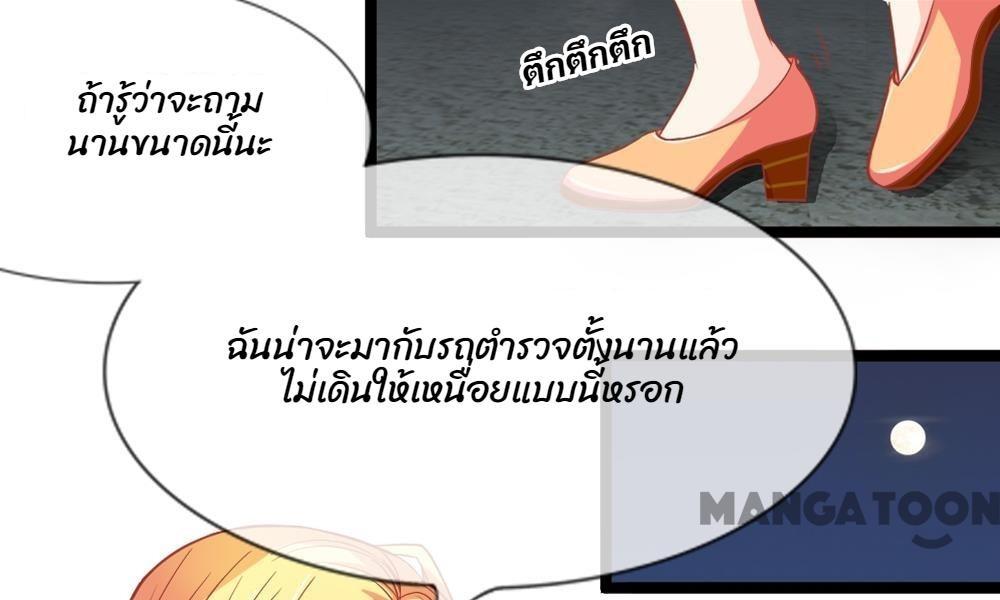 ตึกตึกตึก
ถ้ารู้ว่าจะถาม
นานขนาดนี้นะ
ฉันน่าจะมากับรถตำรวจตั้งนานแล้ว
ไม่เดินให้เหนื่อยแบบนี้หรอก
MANGATOON